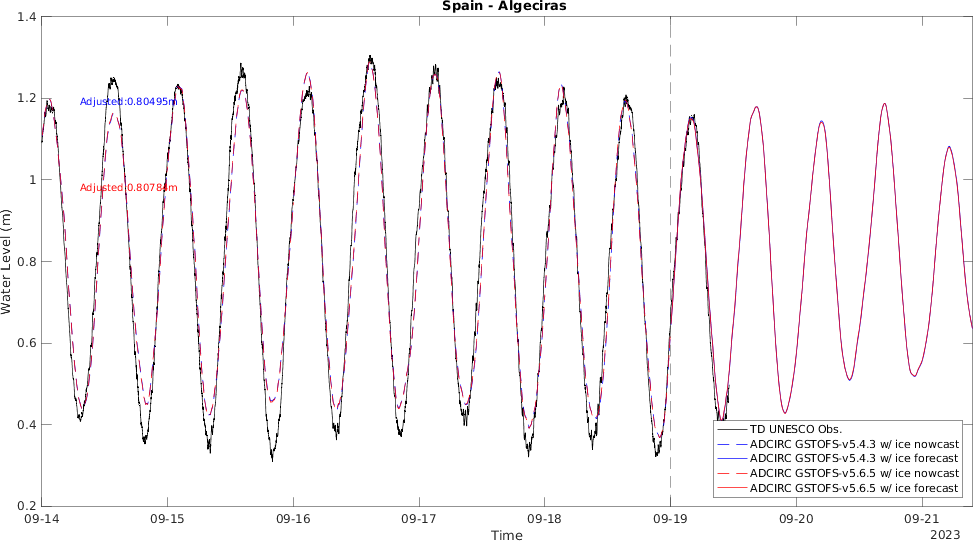 Spain - Algeciras
1.4
1.2
1
0.8
0.6
0.4
0.2
Water Level (m)
Adjusted:0.80495m
Adjusted:0.80784m
TD UNESCO Obs.
ADCIRC GSTOFS-v5.4.3 w/ ice nowcast
ADCIRC GSTOFS-v5.4.3 w/ ice forecast
ADCIRC GSTOFS-v5.6.5 w/ ice nowcast
ADCIRC GSTOFS-v5.6.5 w/ ice forecast
09-14 09-15 09-16 09-17 09-18 09-19 09-20 09-21
Time
2023